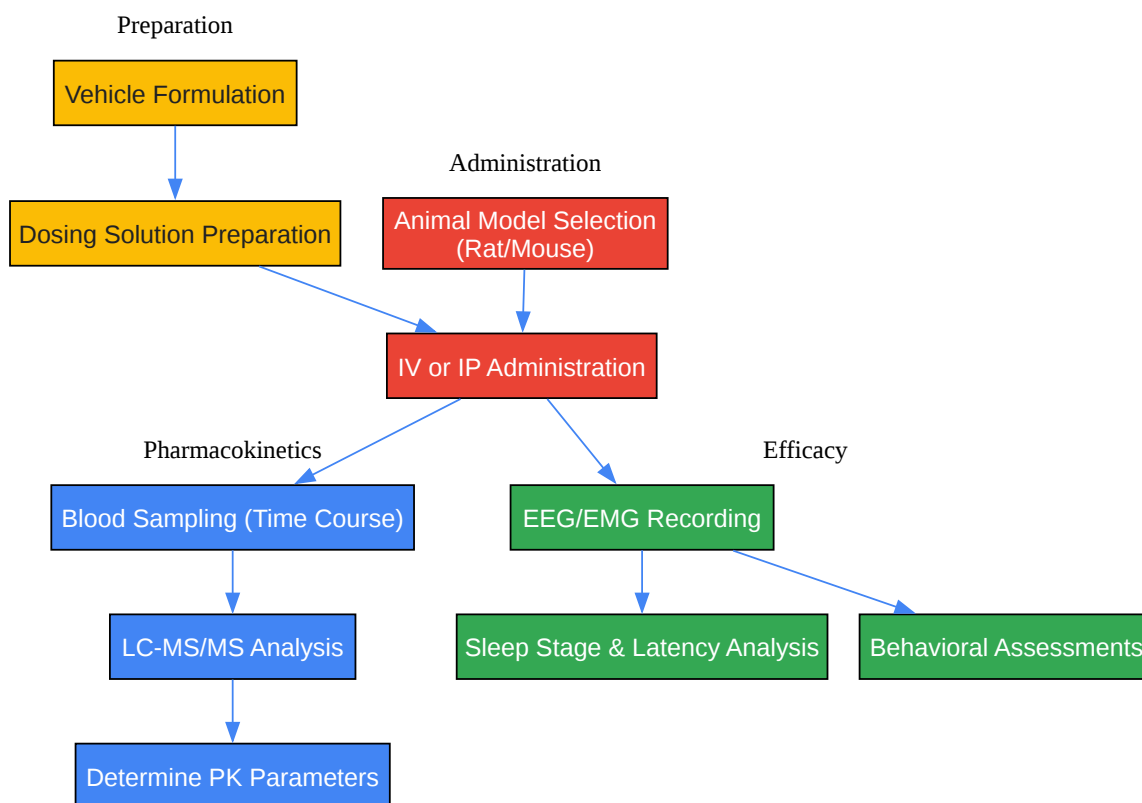 Preparation
Vehicle Formulation
Administration
Dosing Solution Preparation
Animal Model Selection
(Rat/Mouse)
IV or IP Administration
Pharmacokinetics
Efficacy
Blood Sampling (Time Course)
EEG/EMG Recording
LC-MS/MS Analysis
Sleep Stage & Latency Analysis
Behavioral Assessments
Determine PK Parameters